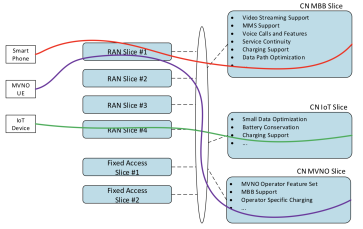 CN MBB Slice
• Video Streaming Support
• MMS Support
• Voice Calls and Features
• Service Continuity
• Charging Support
• Data Path Optimization
Smart
Phone
MVNO
UE
IoT
Device
RAN Slice #1
RAN Slice #2
RAN Slice #3
RAN Slice #4
Fixed Access
Slice #1
Fixed Access
Slice #2
CN IoT Slice
• Small Data Optimization
• Battery Conservation
• Charging Support
• ...
CN MVNO Slice
• MVNO Operator Feature Set
• MBB Support
• Operator Specific Charging
• ...